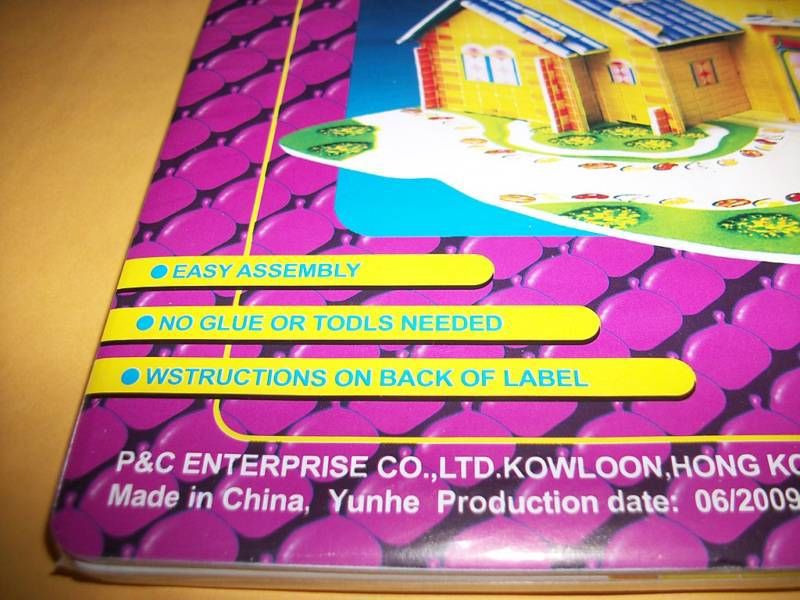 EASY ASSEMBLY
NO GLUE OR TODLS NEEDED
WSTRUCTIONS ON BACK OF LABEL
P&C ENTERPRISE CO.,LTD.KOWLOON,HONG
Made in China, Yunhe Production date: 06/2009